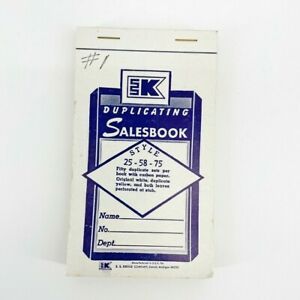 #1
K
DUPLICATING
SALESBOOK
STYLE
25 - 58 - 75
Fifty duplicate sets per
book with carbon paper.
Original white, duplicate
yellow, and both leaves
perforated at stub.
Name
No.
Dept.
K